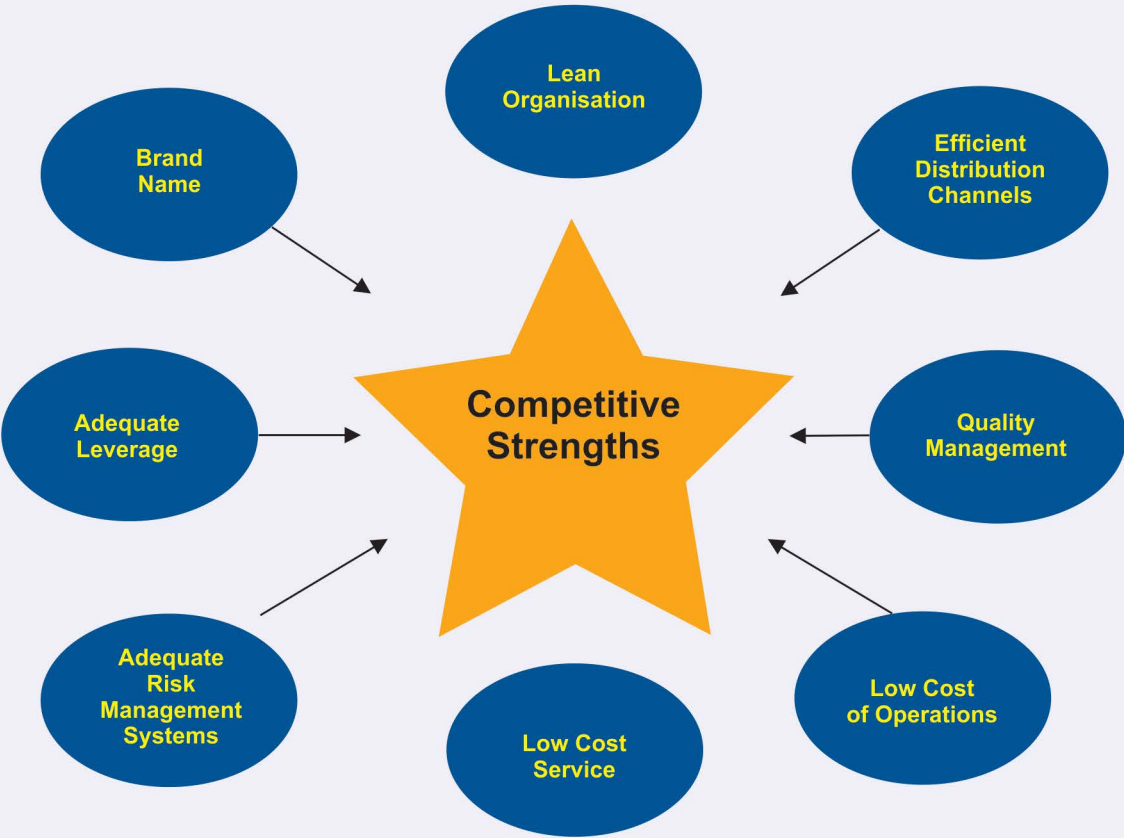 Lean
Organisation
Brand
Name
Efficient
Distribution
Channels
Competitive
Strengths
Adequate
Leverage
Quality
Management
Adequate
Risk
Management
Systems
Low Cost
Service
Low Cost
of Operations